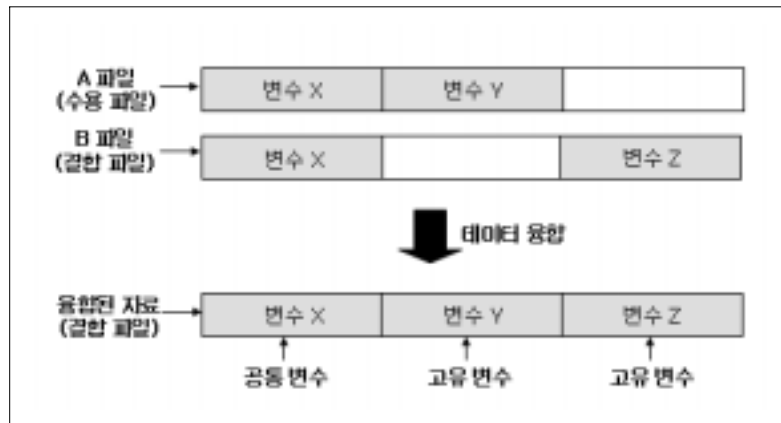 A 파일
(수용 파일)
변수 X 변수 Y
B 파일
(결합 파일)
변수 X 변수 Z
데이터 융합
융합된 자료
(결합 파일)
변수 X 변수 Y 변수 Z
공통 변수 고유 변수 고유 변수